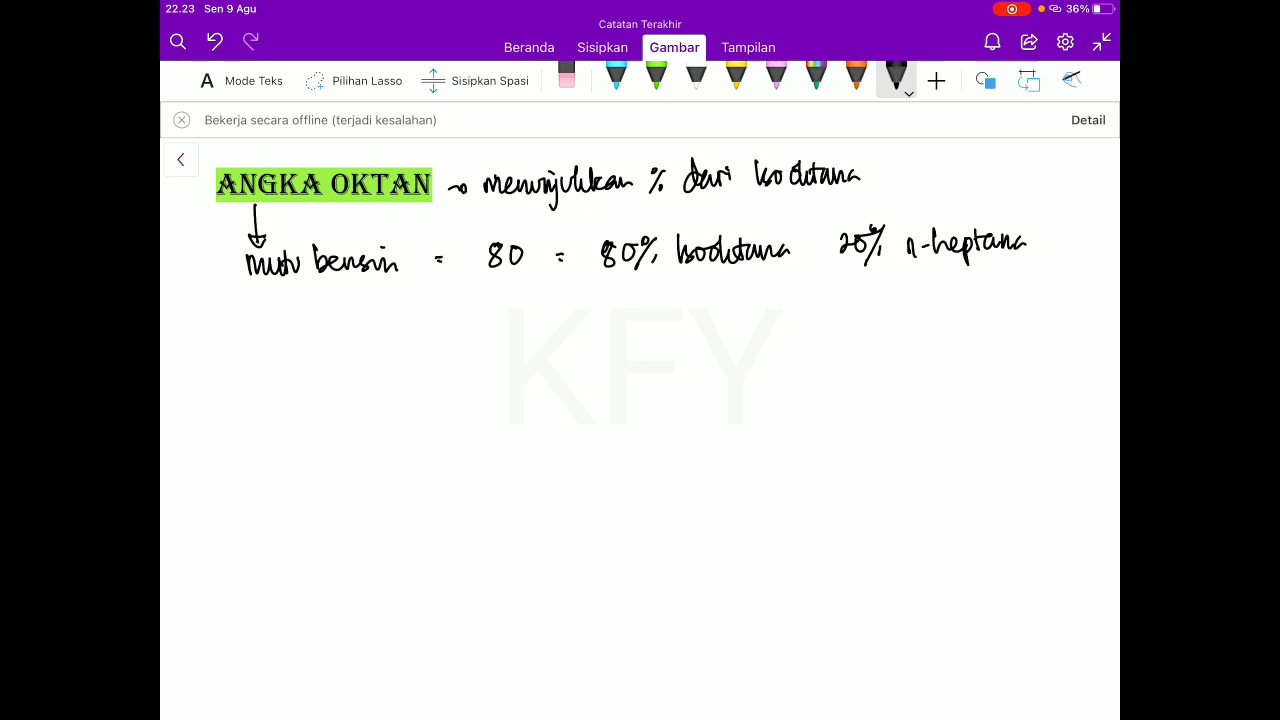 22.23 Sen 9 Agu 36%
Catatan Terakhir
Beranda Sisipkan Gambar Tampilan
A Mode Teks Pilihan Lasso Sisipkan Spasi
Bekerja secara offline (terjadi kesalahan) Detail
ANGKA OKTAN → menunjukkan % dari Isooktana
mutu bensin = 80 = 80% Isooktana 20% n-heptana
KFY